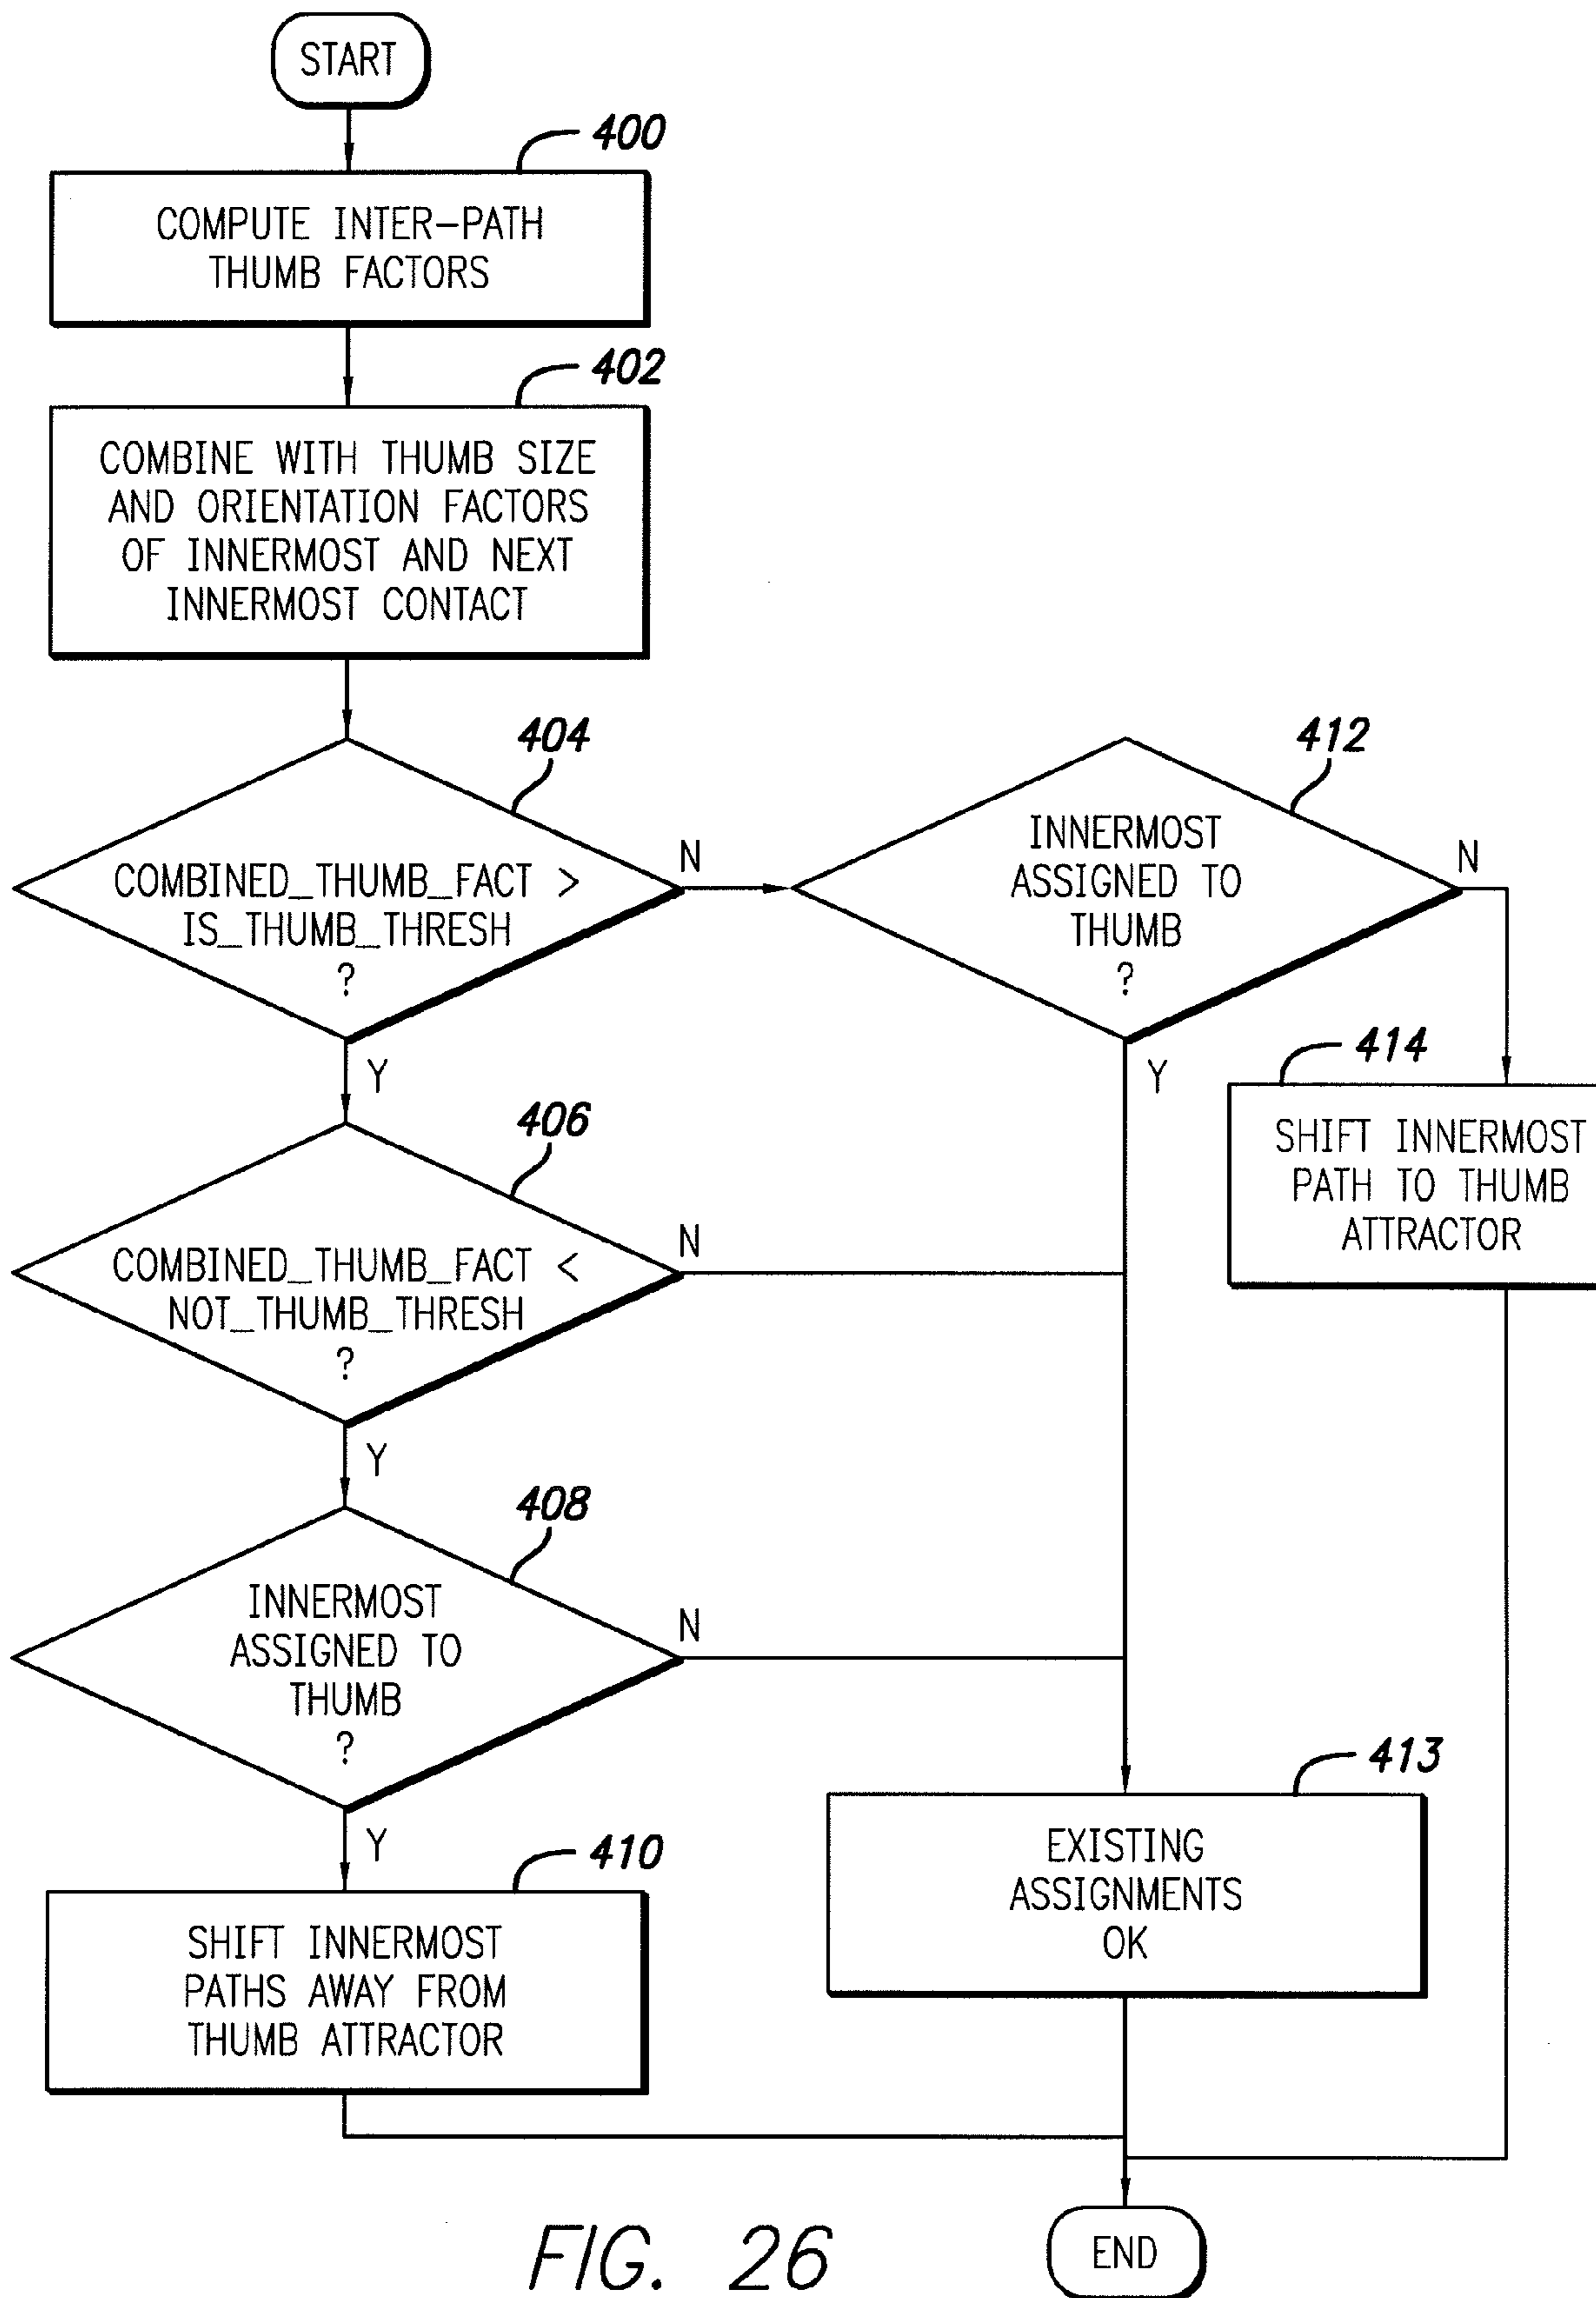 START
400
COMPUTE INTER-PATH
THUMB FACTORS
402
COMBINE WITH THUMB SIZE
AND ORIENTATION FACTORS
OF INNERMOST AND NEXT
INNERMOST CONTACT
404
COMBINED_THUMB_FACT >
IS_THUMB_THRESH
?
N
Y
412
INNERMOST
ASSIGNED TO
THUMB
?
N
Y
414
SHIFT INNERMOST
PATH TO THUMB
ATTRACTOR
406
COMBINED_THUMB_FACT <
NOT_THUMB_THRESH
?
N
Y
408
INNERMOST
ASSIGNED TO
THUMB
?
N
Y
413
EXISTING
ASSIGNMENTS
OK
410
SHIFT INNERMOST
PATHS AWAY FROM
THUMB ATTRACTOR
END
FIG. 26